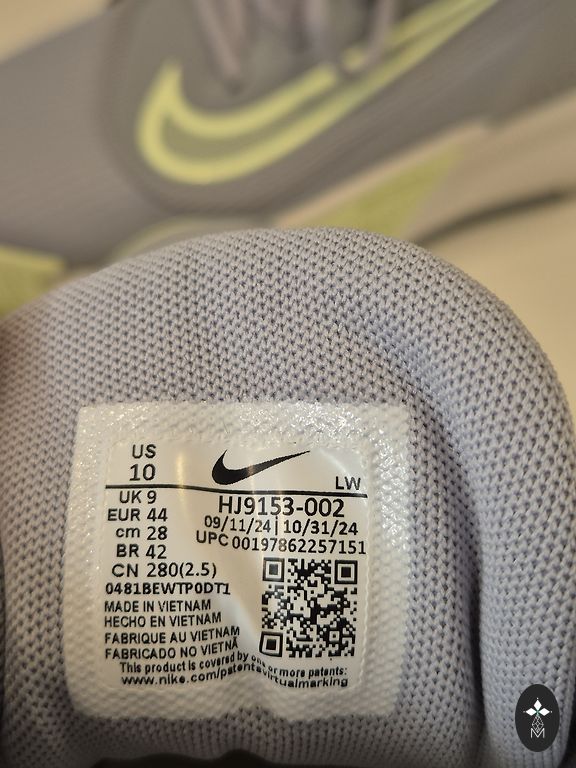 US
10
LW
UK 9
HJ9153-002
EUR 44
09/11/24|10/31/24
cm 28
UPC 00197862257151
BR 42
CN 280(2.5)
0481BEWTP0DT1
MADE IN VIETNAM
HECHO EN VIETNAM
FABRIQUE AU VIETNAM
FABRICADO NO VIETNÃ
This product is covered by one or more patents:
www.nike.com/patentsvirtualmarking
M